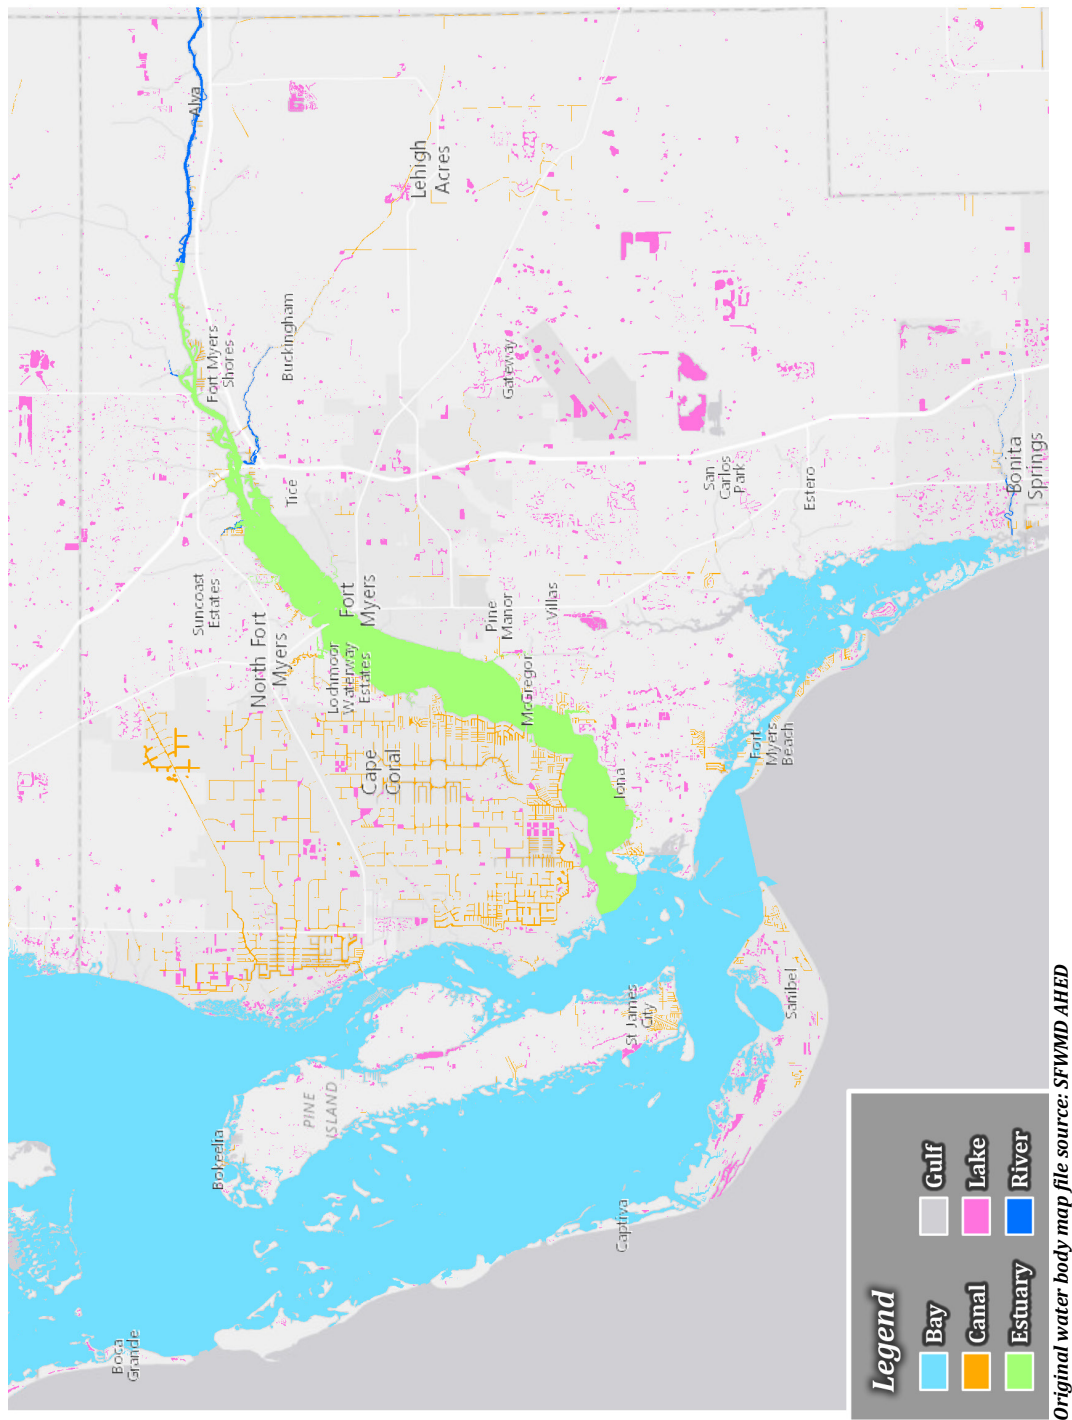 Alva
Lehigh
Acres
Buckingham
Fort Myers
Shores
Gateway
Tice
San
Carlos
Park
Estero
Bonita
Springs
Suncoast
Estates
North Fort
Myers
Fort
Myers
Lochmoor
Waterway
Estates
Pine
Manor
Villas
McGregor
Cape
Coral
Iona
Fort
Myers
Beach
St James
City
Sanibel
PINE
ISLAND
Bokeelia
Captiva
Boca
Grande
Legend
Bay
Canal
Estuary
Gulf
Lake
River
Original water body map file source: SFWMD AHED